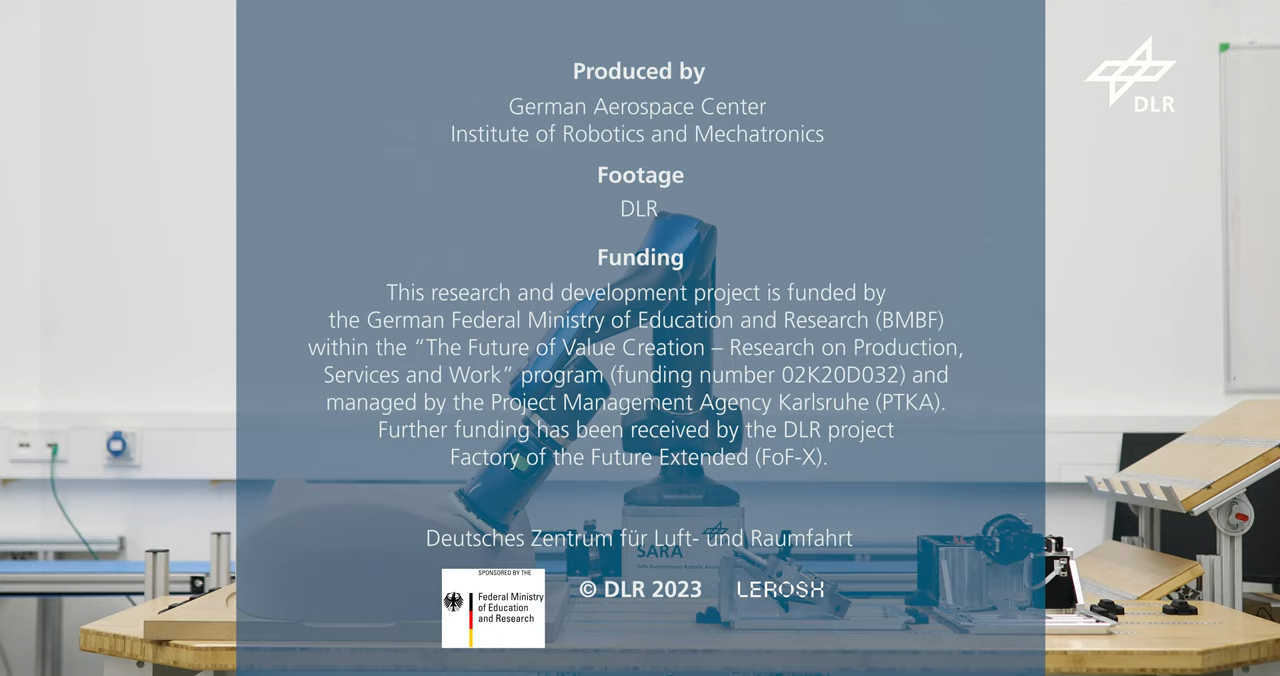 Produced by
German Aerospace Center
Institute of Robotics and Mechatronics
Footage
DLR
Funding
This research and development project is funded by
the German Federal Ministry of Education and Research (BMBF)
within the “The Future of Value Creation – Research on Production,
Services and Work” program (funding number 02K20D032) and
managed by the Project Management Agency Karlsruhe (PTKA).
Further funding has been received by the DLR project
Factory of the Future Extended (FoF-X).
Deutsches Zentrum für Luft- und Raumfahrt
SARA
SPONSORED BY THE
Federal Ministry
of Education
and Research
© DLR 2023
LEROSH
DLR